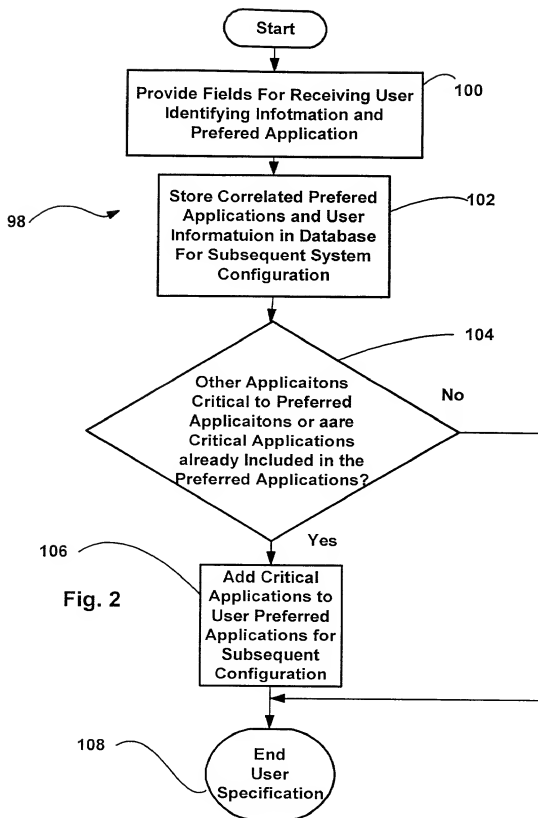 Start
100
Provide Fields For Receiving User
Identifying Infotmation and
Prefered Application
102
Store Correlated Prefered
Applications and User
Informatuion in Database
For Subsequent System
Configuration
98
104
Other Applicaitons
Critical to Preferred
Applicaitons or aare
Critical Applications
already Included in the
Preferred Applications?
No
Yes
106
Add Critical
Applications to
User Preferred
Applications for
Subsequent
Configuration
Fig. 2
108
End
User
Specification